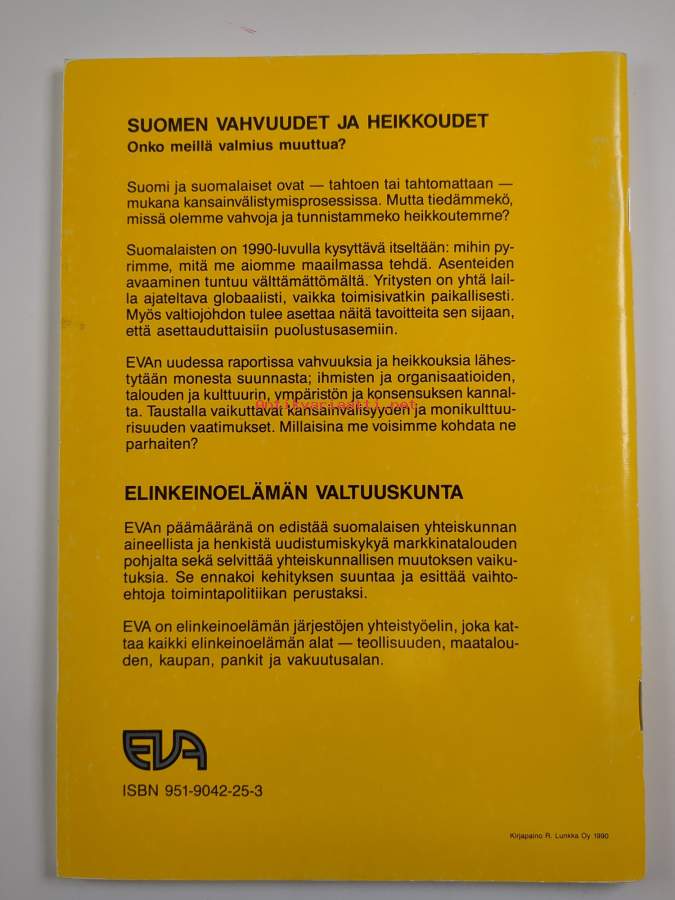 SUOMEN VAHVUUDET JA HEIKKOUDET
Onko meillä valmius muuttua?
Suomi ja suomalaiset ovat — tahtoen tai tahtomattaan —
mukana kansainvälistymisprosessissa. Mutta tiedämmekö,
missä olemme vahvoja ja tunnistammeko heikkoutemme?
Suomalaisten on 1990-luvulla kysyttävä itseltään: mihin py-
rimme, mitä me aiomme maailmassa tehdä. Asenteiden
avaaminen tuntuu välttämättömältä. Yritysten on yhtä lail-
la ajateltava globaaiisti, vaikka toimisivatkin paikallisesti.
Myös valtiojohdon tulee asettaa näitä tavoitteita sen sijaan,
että asettauduttaisiin puolustusasemiin.
EVAn uudessa raportissa vahvuuksia ja heikkouksia lähes-
tytään monesta suunnasta; ihmisten ja organisaatioiden,
talouden ja kulttuurin, ympäristön ja konsensuksen kannal-
ta. Taustalla vaikuttavat kansainvälisyyden ja monikulttuu-
risuuden vaatimukset. Millaisina me voisimme kohdata ne
parhaiten?
Antikvariaatti.net
ELINKEINOELÄMÄN VALTUUSKUNTA
EVAn päämääränä on edistää suomalaisen yhteiskunnan
aineellista ja henkistä uudistumiskykyä markkinatalouden
pohjalta sekä selvittää yhteiskunnallisen muutoksen vaiku-
tuksia. Se ennakoi kehityksen suuntaa ja esittää vaihto-
ehtoja toimintapolitiikan perustaksi.
EVA on elinkeinoelämän järjestöjen yhteistyöelin, joka kat-
taa kaikki elinkeinoelämän alat — teollisuuden, maatalou-
den, kaupan, pankit ja vakuutusalan.
EVA
ISBN 951-9042-25-3
Kirjapaino R. Lunkka Oy 1990